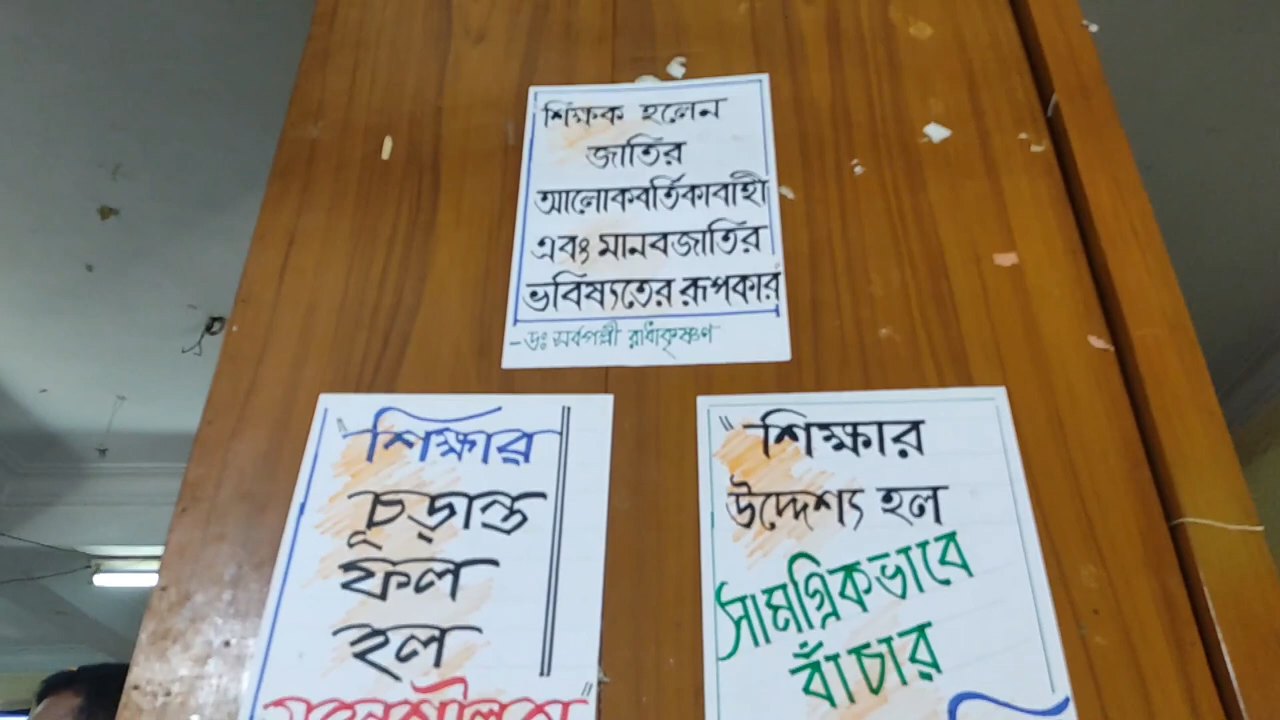 শিক্ষক হলেন
জাতির
আলোকবর্তিকাবাহী
এবং মানবজাতির
ভবিষ্যতের রূপকার
- ডঃ সর্বপল্লী রাধাকৃষ্ণণ
"শিক্ষার
চূড়ান্ত
ফল
হল
"শিক্ষার
উদ্দেশ্য হল
সামগ্রিকভাবে
বাঁচার